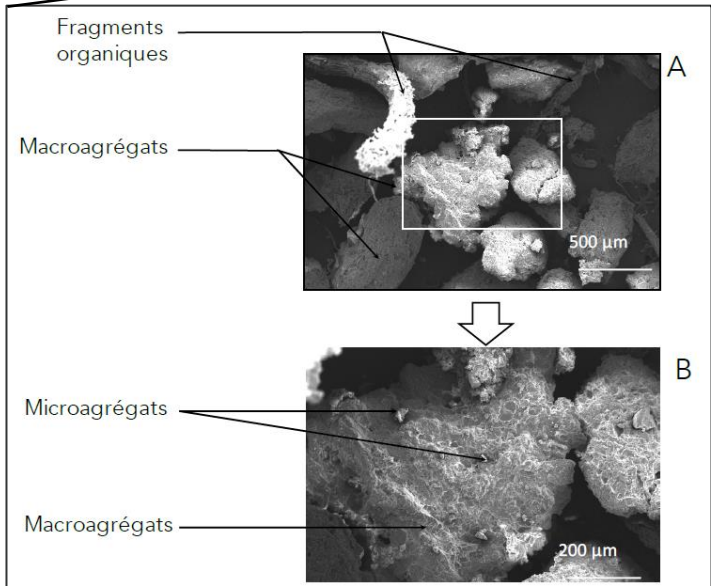 Fragments
organiques
A
Macroagrégats
500 µm
B
Microagrégats
Macroagrégats
200 µm